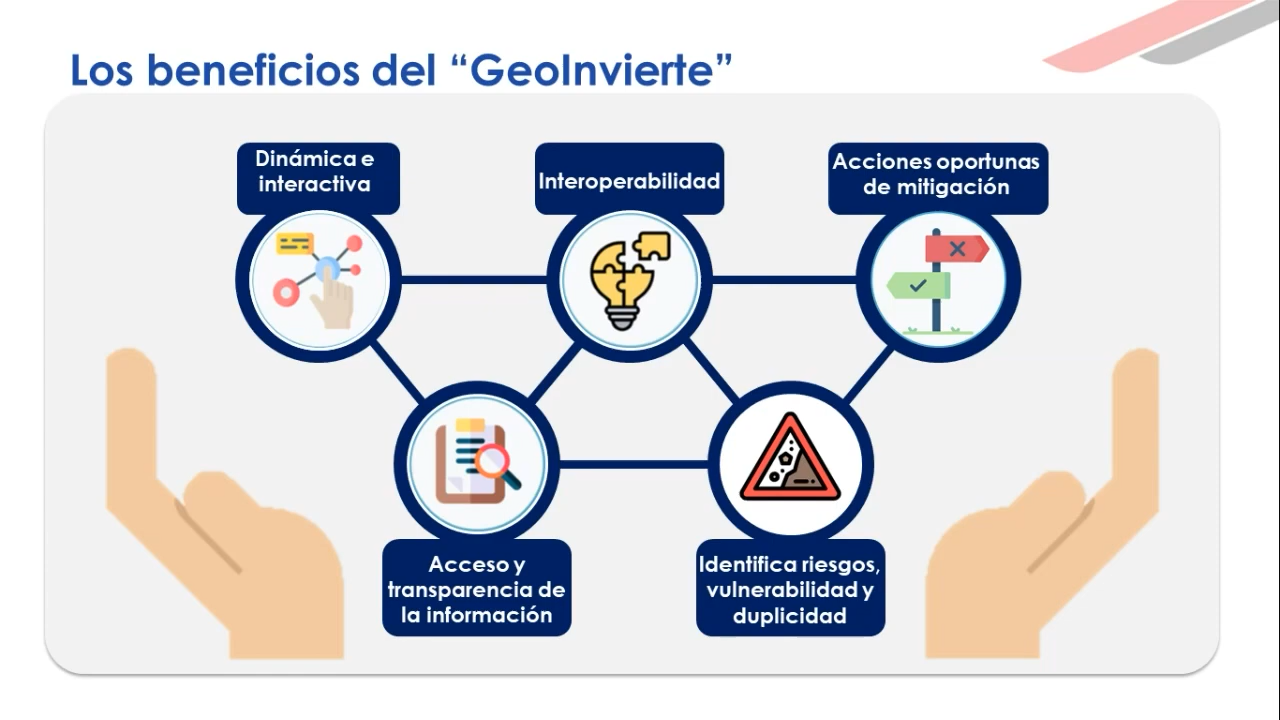 Los beneficios del “GeoInvierte”
Dinámica e
interactiva
Interoperabilidad
Acciones oportunas
de mitigación
Acceso y
transparencia de
la información
Identifica riesgos,
vulnerabilidad y
duplicidad